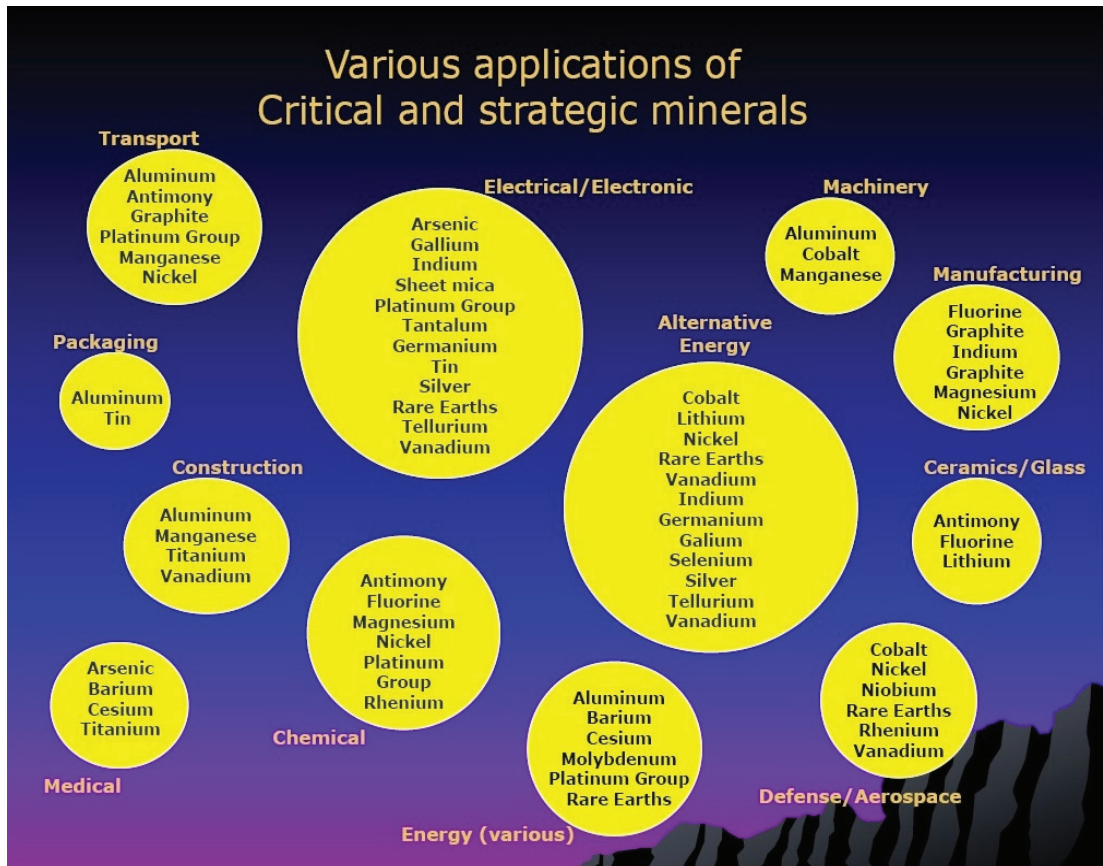 Various applications of
Critical and strategic minerals
Transport
Aluminum
Antimony
Graphite
Platinum Group
Manganese
Nickel
Electrical/Electronic
Arsenic
Gallium
Indium
Sheet mica
Platinum Group
Tantalum
Germanium
Tin
Silver
Rare Earths
Tellurium
Vanadium
Machinery
Aluminum
Cobalt
Manganese
Manufacturing
Fluorine
Graphite
Indium
Graphite
Magnesium
Nickel
Packaging
Aluminum
Tin
Alternative
Energy
Cobalt
Lithium
Nickel
Rare Earths
Vanadium
Indium
Germanium
Galium
Selenium
Silver
Tellurium
Vanadium
Construction
Aluminum
Manganese
Titanium
Vanadium
Ceramics/Glass
Antimony
Fluorine
Lithium
Antimony
Fluorine
Magnesium
Nickel
Platinum
Group
Rhenium
Chemical
Arsenic
Barium
Cesium
Titanium
Medical
Aluminum
Barium
Cesium
Molybdenum
Platinum Group
Rare Earths
Energy (various)
Cobalt
Nickel
Niobium
Rare Earths
Rhenium
Vanadium
Defense/Aerospace